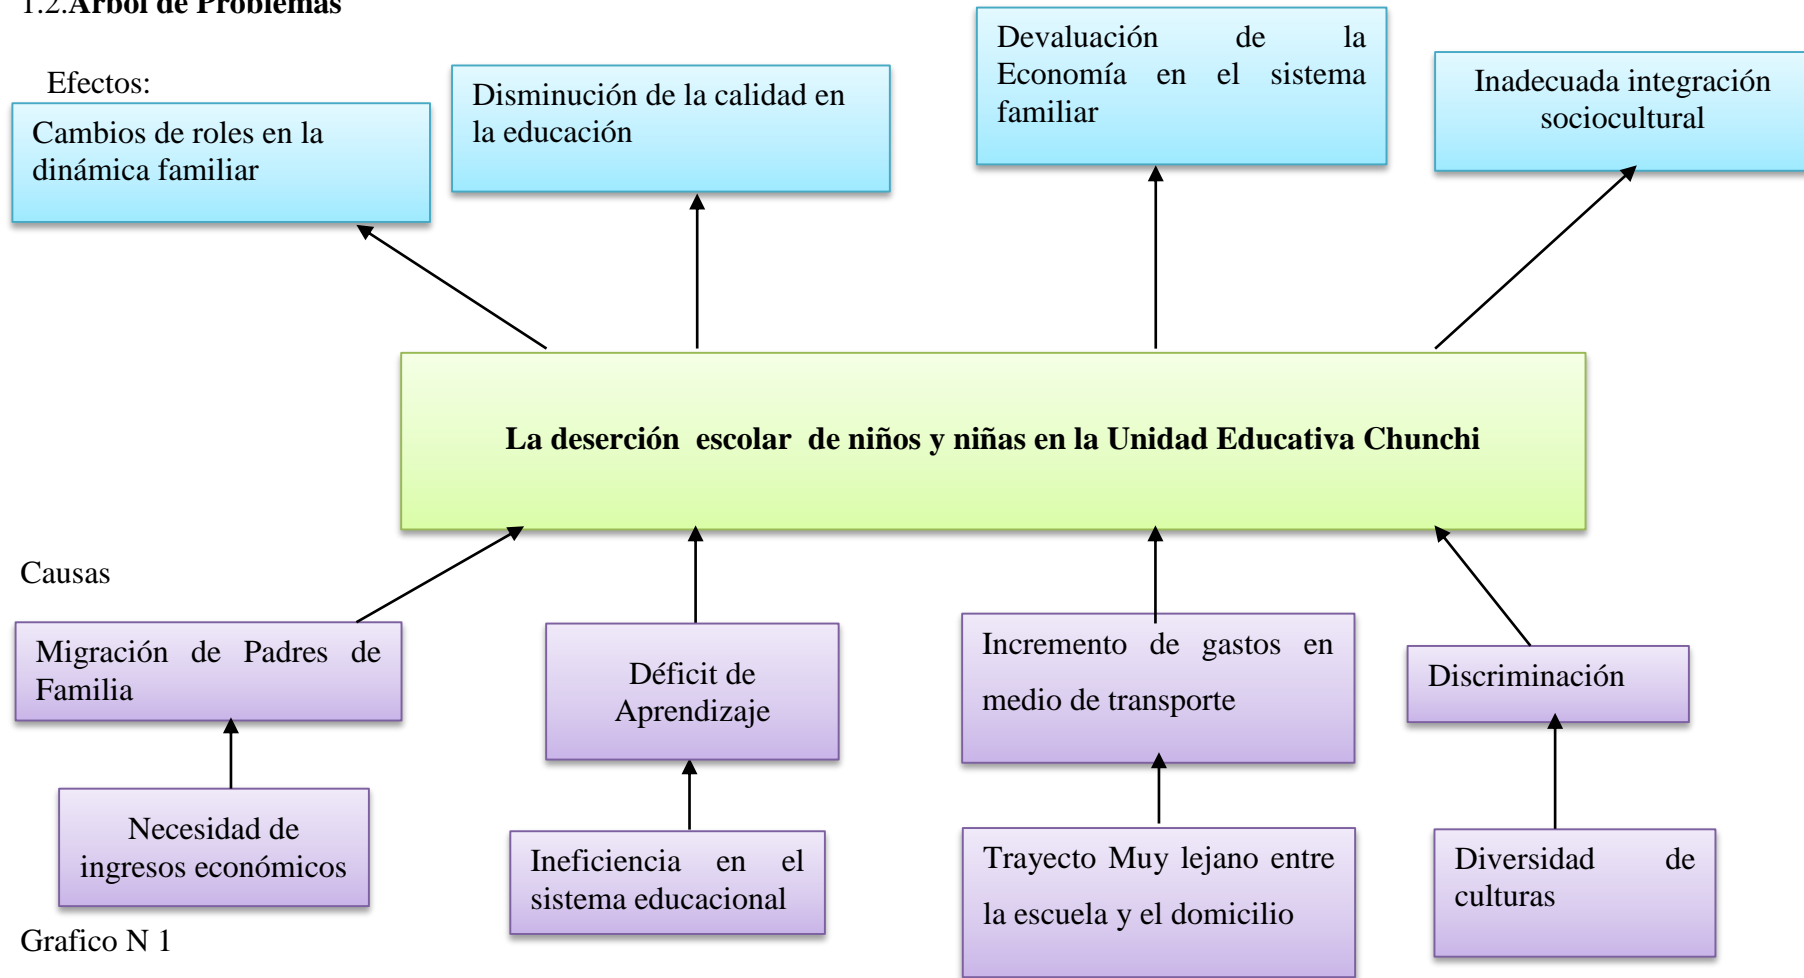 1.2.Árbol de Problemas
Efectos:
Cambios de roles en la
dinámica familiar
Disminución de la calidad en
la educación
Devaluación de la
Economía en el sistema
familiar
Inadecuada integración
sociocultural
La deserción escolar de niños y niñas en la Unidad Educativa Chunchi
Causas
Migración de Padres de
Familia
Déficit de
Aprendizaje
Incremento de gastos en
medio de transporte
Discriminación
Necesidad de
ingresos económicos
Ineficiencia en el
sistema educacional
Trayecto Muy lejano entre
la escuela y el domicilio
Diversidad de
culturas
Grafico N 1